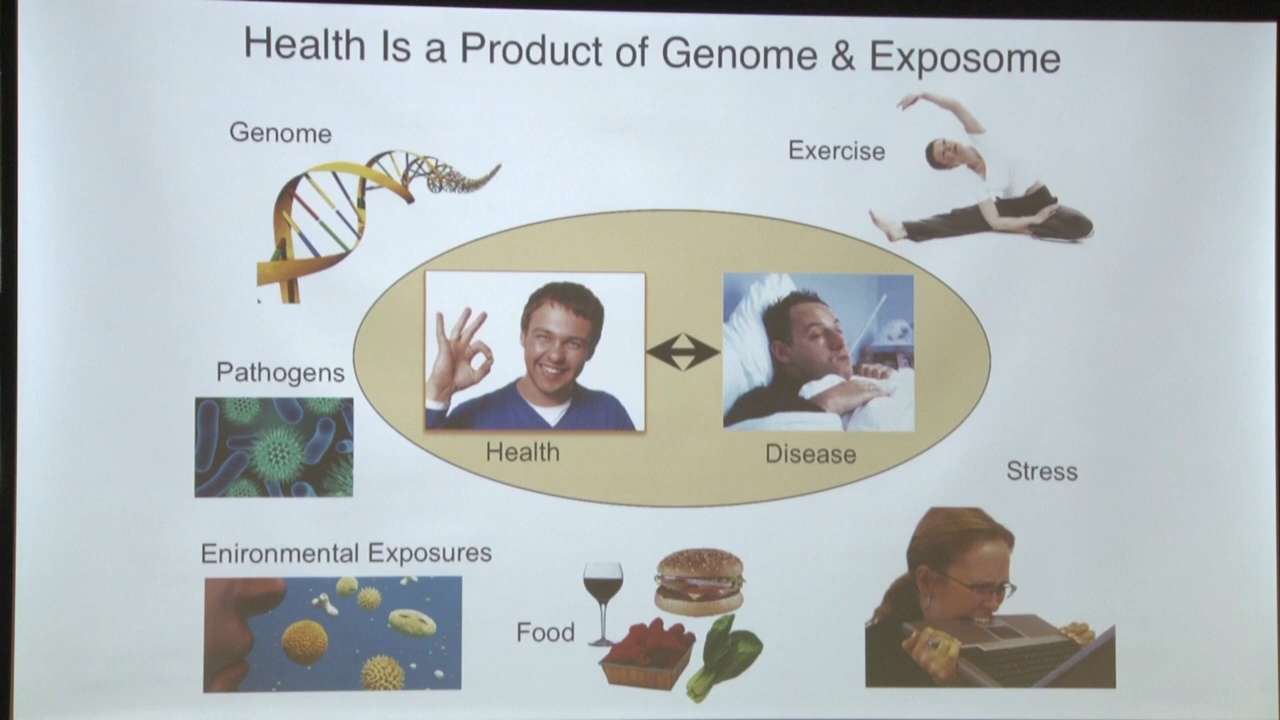 Health Is a Product of Genome & Exposome
Genome
Exercise
Pathogens
Health
Disease
Stress
Enironmental Exposures
Food